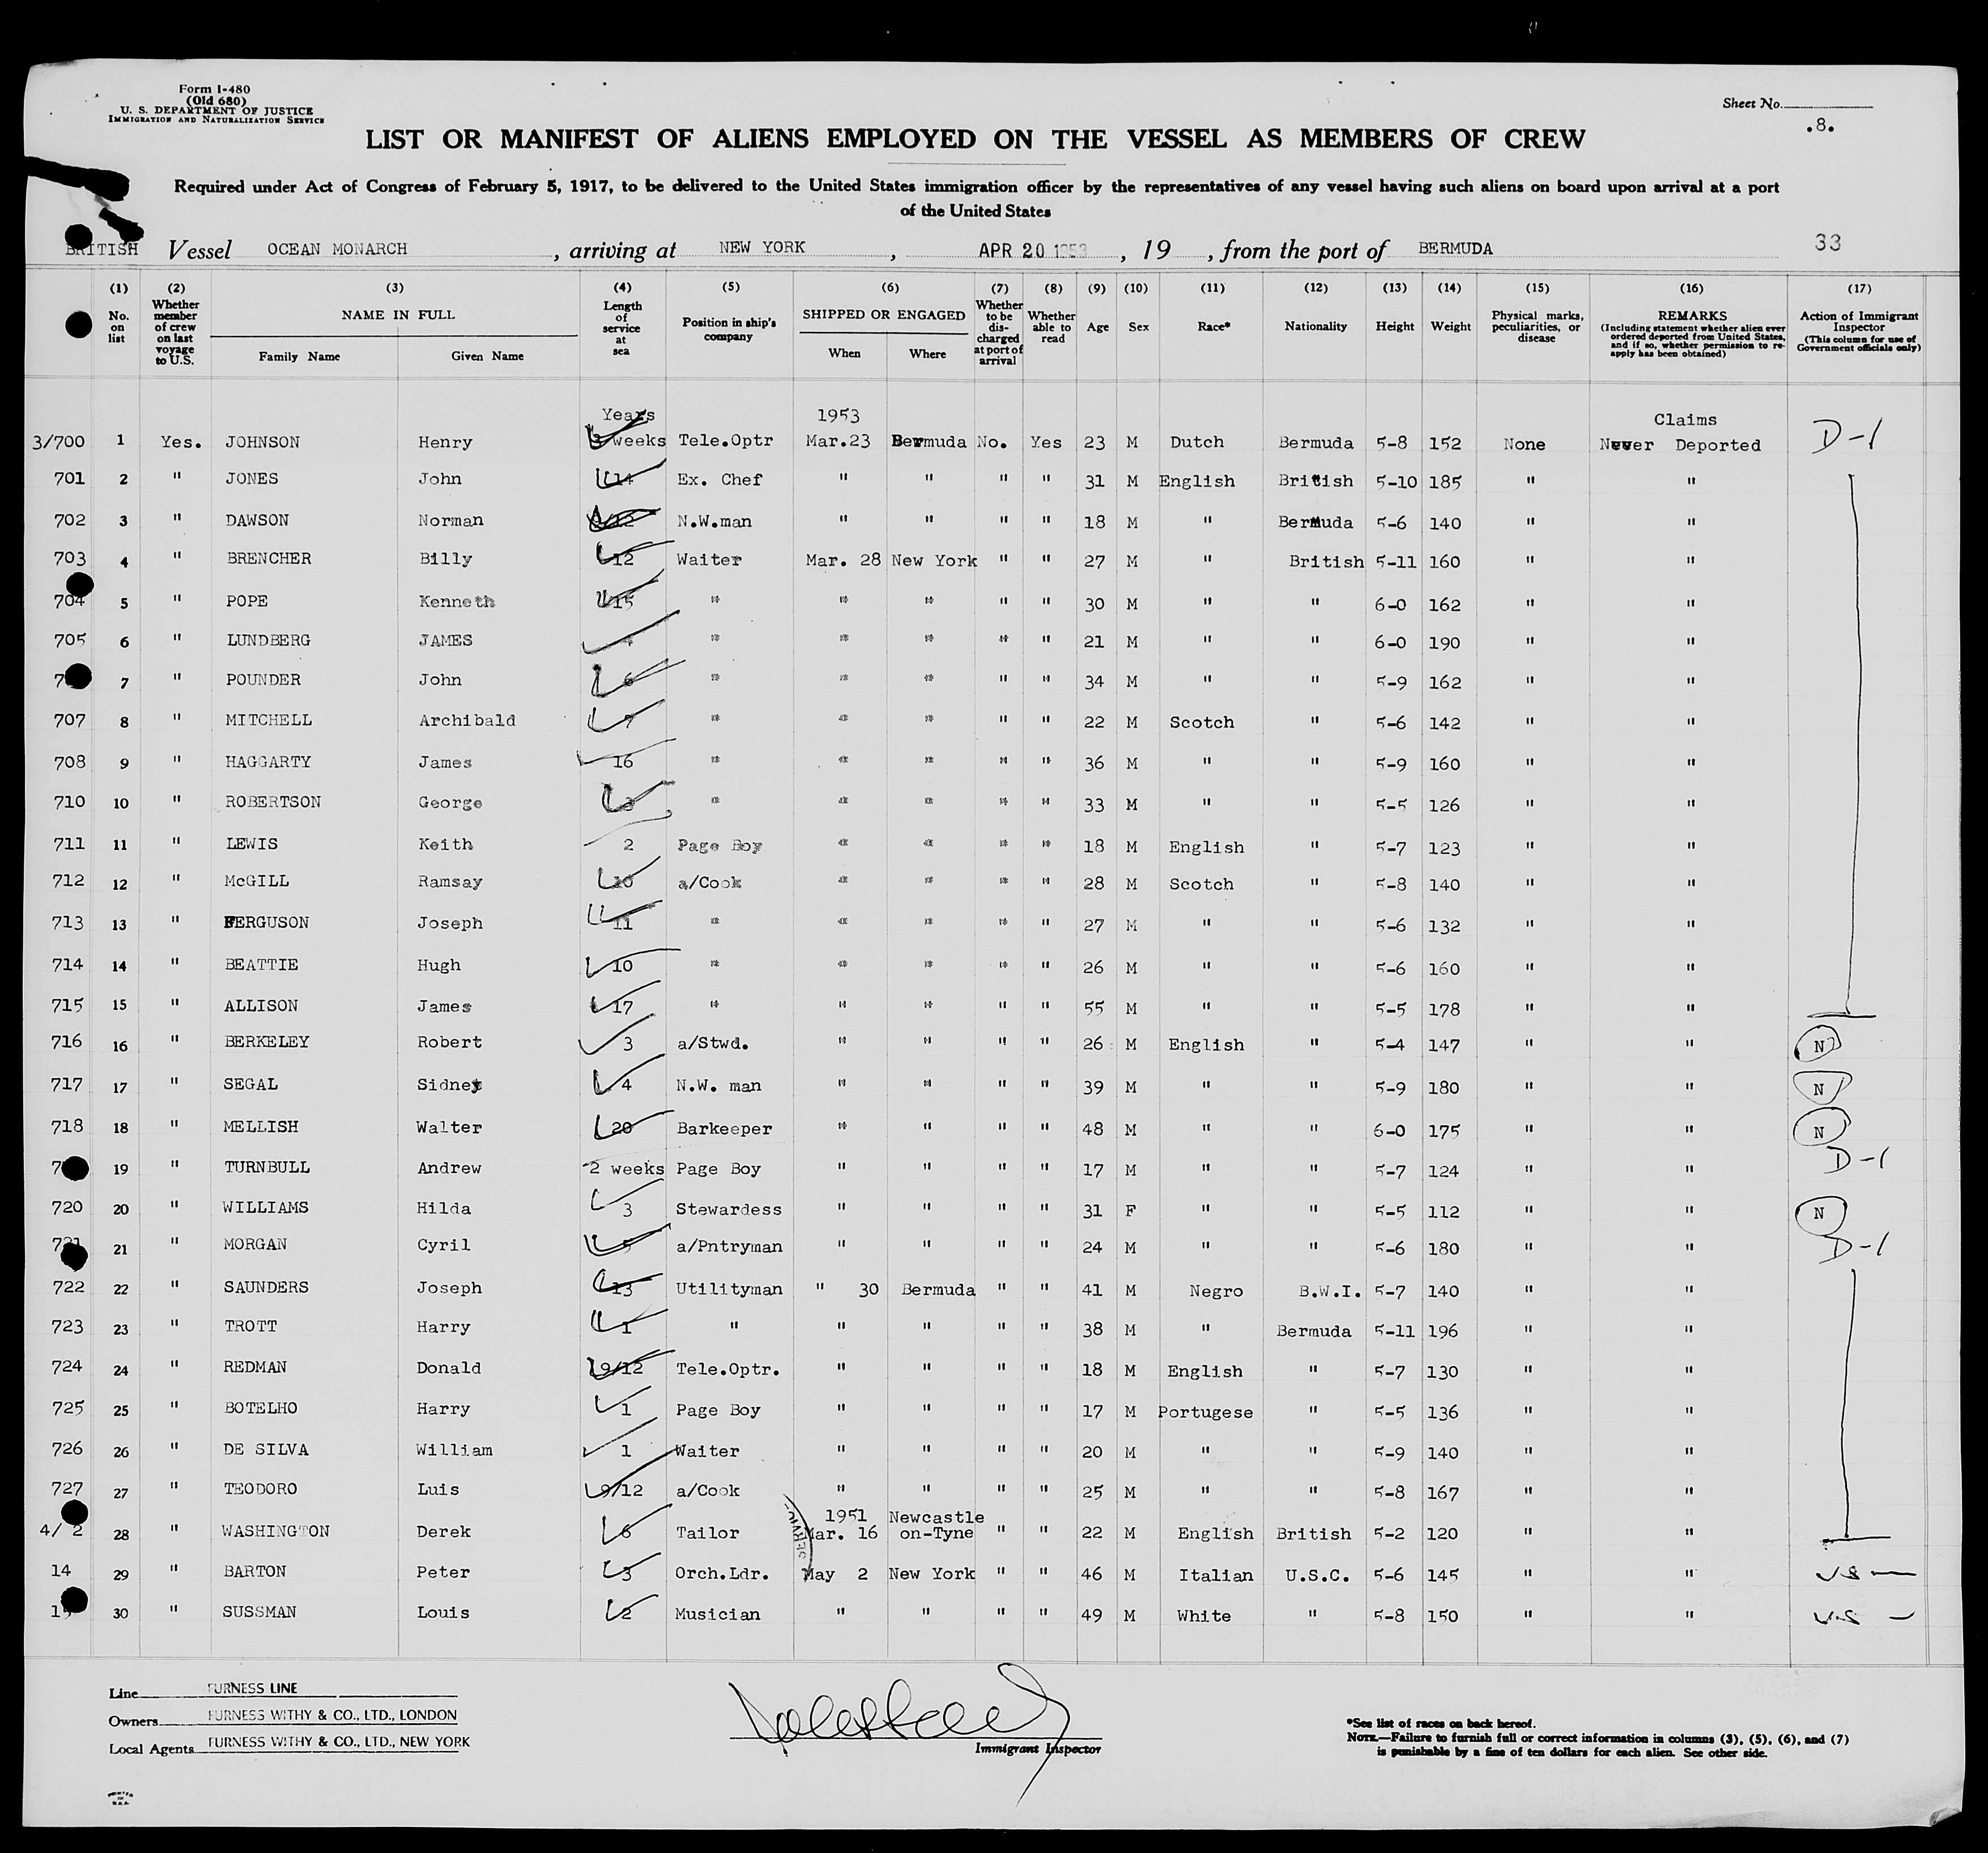 Form I-480
(Old 680)
U. S. DEPARTMENT OF JUSTICE
IMMIGRATION AND NATURALIZATION SERVICE
Sheet No.
.8.
LIST OR MANIFEST OF ALIENS EMPLOYED ON THE VESSEL AS MEMBERS OF CREW
Required under Act of Congress of February 5, 1917, to be delivered to the United States immigration officer by the representatives of any vessel having such aliens on board upon arrival at a port
of the United States
BRITISH Vessel OCEAN MONARCH , arriving at NEW YORK , APR 20 1953 , 19 , from the port of BERMUDA 33
(1) (2) (3) (4) (5) (6) (7) (8) (9) (10) (11) (12) (13) (14) (15) (16) (17)
No. on list
Whether member of crew on last voyage to U.S.
NAME IN FULL
Family Name Given Name
Length of service at sea
Position in ship's company
SHIPPED OR ENGAGED
When Where
Whether to be discharged at port of arrival
Whether able to read
Age
Sex
Race*
Nationality
Height
Weight
Physical marks, peculiarities, or disease
REMARKS
(Including statement whether alien ever ordered deported from United States, and if so, whether permission to reapply has been obtained)
Action of Immigrant Inspector
(This column for use of Government officials only)
Years 1953 Claims
3/700 1 Yes. JOHNSON Henry 3 weeks Tele.Optr Mar.23 Bermuda No. Yes 23 M Dutch Bermuda 5-8 152 None Never Deported D-1
701 2 " JONES John 14 Ex. Chef " " " " 31 M English British 5-10 185 " "
702 3 " DAWSON Norman N.W.man " " " " 18 M " Bermuda 5-6 140 " "
703 4 " BRENCHER Billy 12 Waiter Mar. 28 New York " " 27 M " British 5-11 160 " "
704 5 " POPE Kenneth 15 " " " " " 30 M " " 6-0 162 " "
705 6 " LUNDBERG JAMES 4 " " " " " 21 M " " 6-0 190 " "
7 7 " POUNDER John 6 " " " " " 34 M " " 5-9 162 " "
707 8 " MITCHELL Archibald 7 " " " " " 22 M Scotch " 5-6 142 " "
708 9 " HAGGARTY James 16 " " " " " 36 M " " 5-9 160 " "
710 10 " ROBERTSON George " " " " " 33 M " " 5-5 126 " "
711 11 " LEWIS Keith 2 Page Boy " " " " 18 M English " 5-7 123 " "
712 12 " McGILL Ramsay 10 a/Cook " " " " 28 M Scotch " 5-8 140 " "
713 13 " FERGUSON Joseph 11 " " " " " 27 M " " 5-6 132 " "
714 14 " BEATTIE Hugh 10 " " " " " 26 M " " 5-6 160 " "
715 15 " ALLISON James 17 " " " " " 55 M " " 5-5 178 " "
716 16 " BERKELEY Robert 3 a/Stwd. " " " " 26 M English " 5-4 147 " " N
717 17 " SEGAL Sidney 4 N.W. man " " " " 39 M " " 5-9 180 " " N
718 18 " MELLISH Walter 20 Barkeeper " " " " 48 M " " 6-0 175 " " N
7 19 " TURNBULL Andrew 2 weeks Page Boy " " " " 17 M " " 5-7 124 " " D-1
720 20 " WILLIAMS Hilda 3 Stewardess " " " " 31 F " " 5-5 112 " " N
721 21 " MORGAN Cyril 5 a/Pntryman " " " " 24 M " " 5-6 180 " " D-1
722 22 " SAUNDERS Joseph 13 Utilityman " 30 Bermuda " " 41 M Negro B.W.I. 5-7 140 " "
723 23 " TROTT Harry 1 " " " " " 38 M " Bermuda 5-11 196 " "
724 24 " REDMAN Donald 9/12 Tele.Optr. " " " " 18 M English " 5-7 130 " "
725 25 " BOTELHO Harry 1 Page Boy " " " " 17 M Portugese " 5-5 136 " "
726 26 " DE SILVA William 1 Waiter " " " " 20 M " " 5-9 140 " "
727 27 " TEODORO Luis 9/12 a/Cook " " " " 25 M " " 5-8 167 " "
1951 Newcastle
4/ 2 28 " WASHINGTON Derek 6 Tailor Mar. 16 on-Tyne " " 22 M English British 5-2 120 " "
14 29 " BARTON Peter 3 Orch.Ldr. May 2 New York " " 46 M Italian U.S.C. 5-6 145 " " US —
15 30 " SUSSMAN Louis 2 Musician " " " " 49 M White " 5-8 150 " " US —
Line FURNESS LINE
Owners FURNESS WITHY & CO., LTD., LONDON
Local Agents FURNESS WITHY & CO., LTD., NEW YORK
Immigrant Inspector
*See list of races on back hereof.
NOTE.—Failure to furnish full or correct information in columns (3), (5), (6), and (7)
is punishable by a fine of ten dollars for each alien. See other side.
PRINTED
IN
U.S.A.